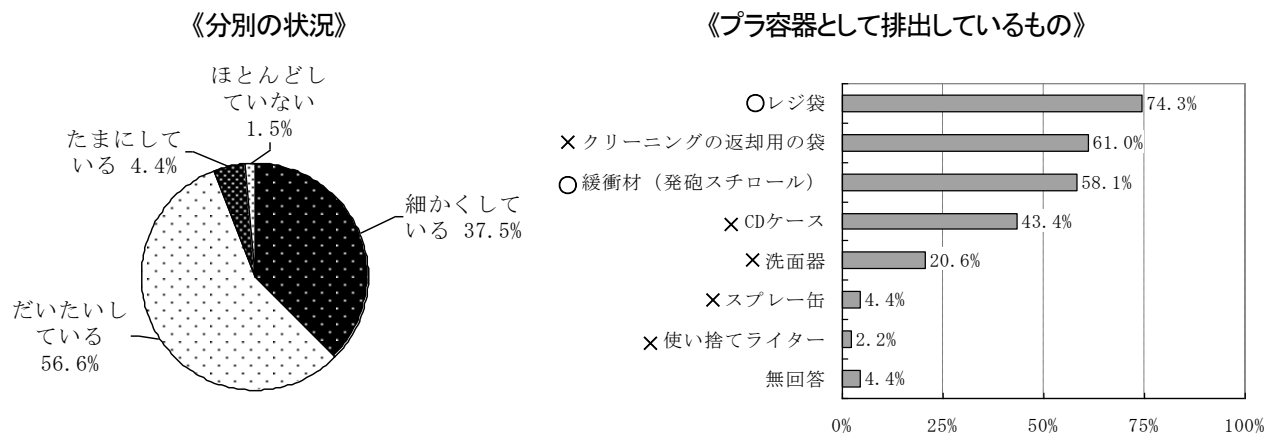 《分別の状況》
ほとんどし
ていない
1.5%
たまにして
いる 4.4%
細かくして
いる 37.5%
だいたいし
ている
56.6%
《プラ容器として排出しているもの》
○レジ袋 74.3%
×クリーニングの返却用の袋 61.0%
○緩衝材（発砲スチロール） 58.1%
×CDケース 43.4%
×洗面器 20.6%
×スプレー缶 4.4%
×使い捨てライター 2.2%
無回答 4.4%
0% 25% 50% 75% 100%